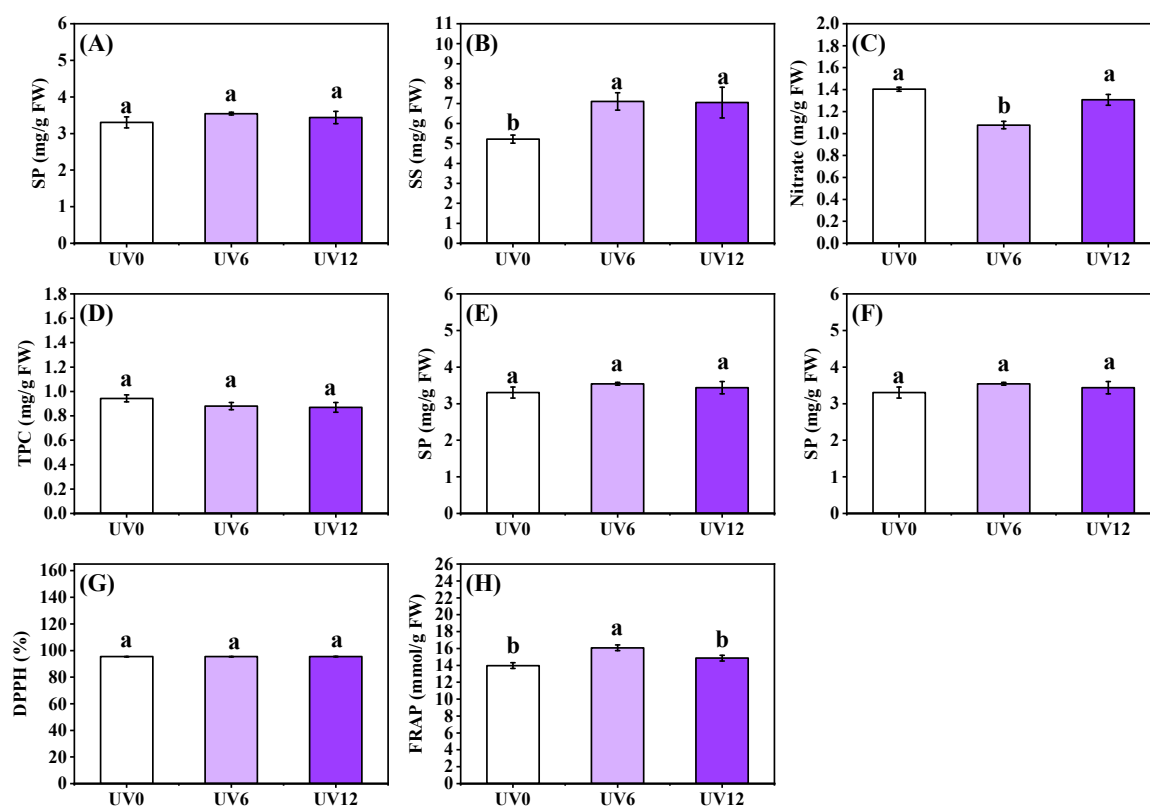 (A)
SP (mg/g FW)
6
5
4
3
2
1
0
a
a
a
UV0
UV6
UV12
(B)
SS (mg/g FW)
11
10
9
8
7
6
5
4
3
2
1
0
b
a
a
UV0
UV6
UV12
(C)
Nitrate (mg/g FW)
2.0
1.8
1.6
1.4
1.2
1.0
0.8
0.6
0.4
0.2
0.0
a
b
a
UV0
UV6
UV12
(D)
TPC (mg/g FW)
1.8
1.6
1.4
1.2
1.0
0.8
0.6
0.4
0.2
0.0
a
a
a
UV0
UV6
UV12
(E)
SP (mg/g FW)
6
5
4
3
2
1
0
a
a
a
UV0
UV6
UV12
(F)
SP (mg/g FW)
6
5
4
3
2
1
0
a
a
a
UV0
UV6
UV12
(G)
DPPH (%)
160
140
120
100
80
60
40
20
0
a
a
a
UV0
UV6
UV12
(H)
FRAP (mmol/g FW)
26
24
22
20
18
16
14
12
10
8
6
4
2
0
b
a
b
UV0
UV6
UV12